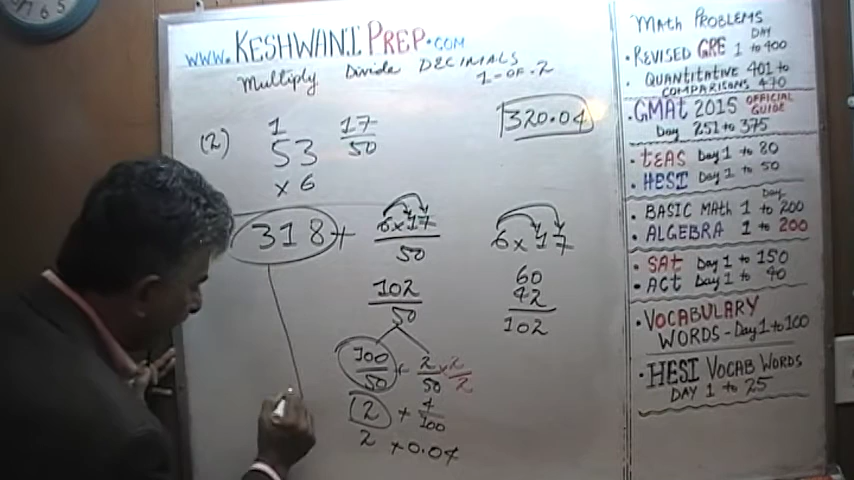 www.KESHWANI PREP.COM
Multiply Divide DECIMALS
1-OF-2
(2) 1 17
53 50
x 6
320.04
318 + 6x17
50
6 x 17
60
42
102
102
50
100 + 2 x 2
50 50 2
2 + 4
100
2 + 0.04
MATH PROBLEMS
DAY
• REVISED GRE 1 to 400
• QUANTITATIVE 401 to
COMPARISONS 470
• GMAt 2015 OFFICIAL GUIDE
Day 251 to 375
• tEAS Day 1 to 80
• HESI Day 1 to 50
Day
• BASIC MAtH 1 to 200
• ALGEBRA 1 to 200
• SAt Day 1 to 150
• ACt Day 1 to 40
• VOCABULARY
WORDS - Day 1 to 100
• HESI VOCAB WORDS
DAY 1 to 25